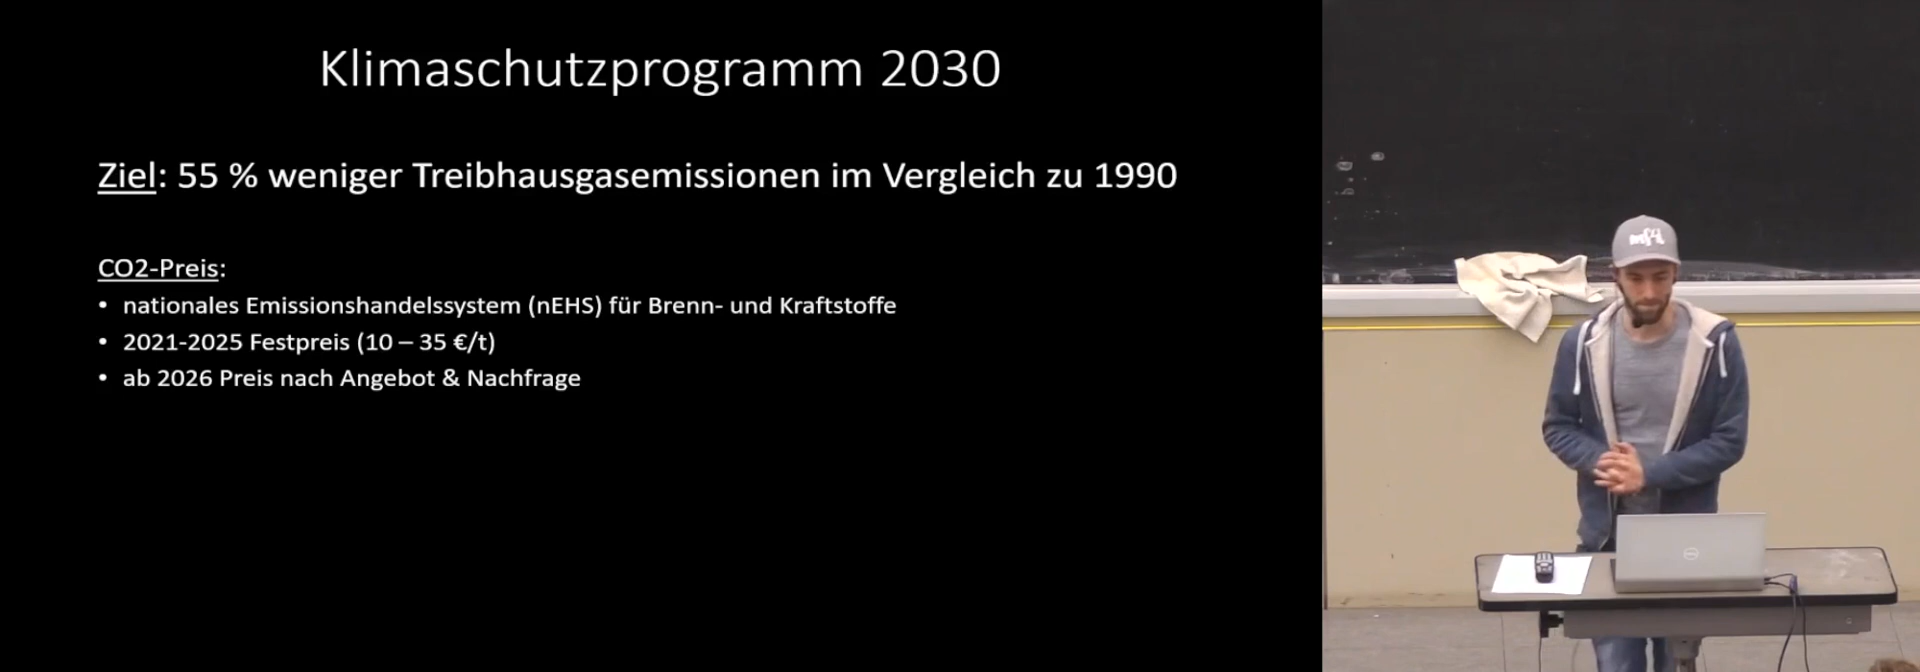 Klimaschutzprogramm 2030
Ziel: 55 % weniger Treibhausgasemissionen im Vergleich zu 1990
CO2-Preis:
• nationales Emissionshandelssystem (nEHS) für Brenn- und Kraftstoffe
• 2021-2025 Festpreis (10 – 35 €/t)
• ab 2026 Preis nach Angebot & Nachfrage